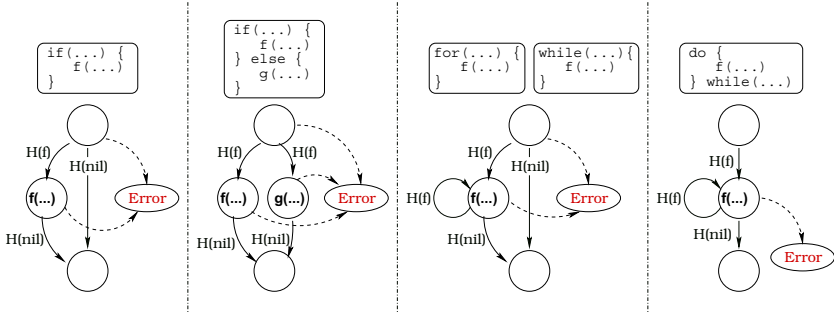 if(...) {
f(...)
}
H(f)
H(nil)
f(...)
Error
H(nil)
if(...) {
f(...)
} else {
g(...)
}
H(f)
H(f)
f(...)
g(...)
Error
H(nil)
H(nil)
for(...) {
f(...)
}
while(...){
f(...)
}
H(f)
H(nil)
H(f)
f(...)
Error
H(nil)
do {
f(...)
} while(...)
H(f)
H(f)
f(...)
H(nil)
Error